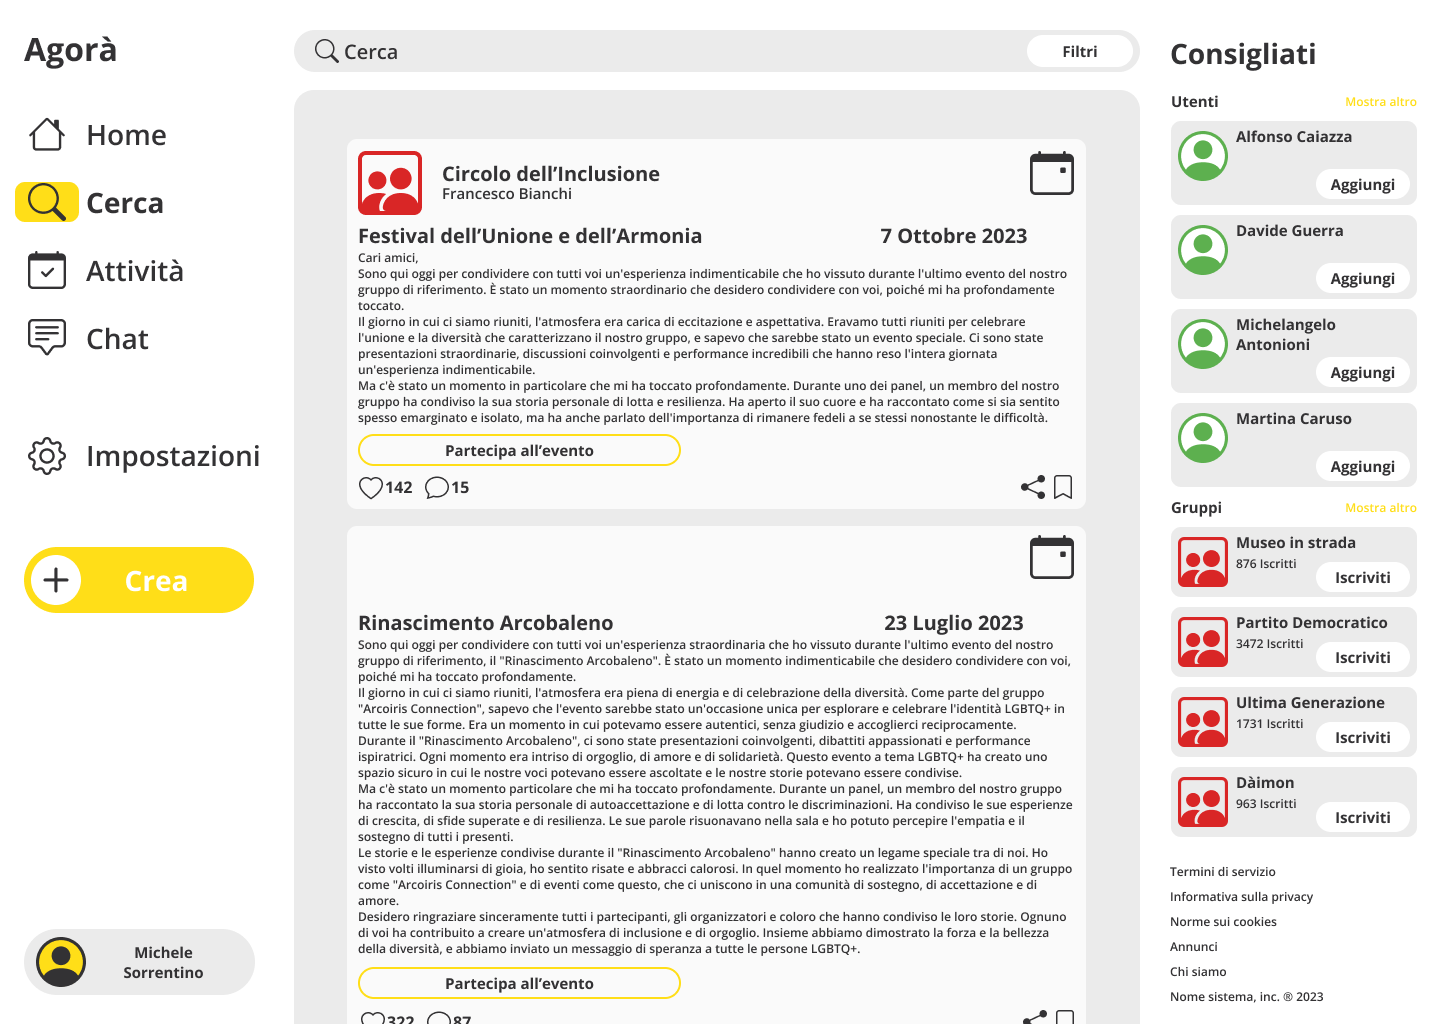 Agorà
Home
Cerca
Attività
Chat
Impostazioni
Crea
Michele
Sorrentino
Cerca
Filtri
Circolo dell’Inclusione
Francesco Bianchi
Festival dell’Unione e dell’Armonia 7 Ottobre 2023
Cari amici,
Sono qui oggi per condividere con tutti voi un'esperienza indimenticabile che ho vissuto durante l'ultimo evento del nostro
gruppo di riferimento. È stato un momento straordinario che desidero condividere con voi, poiché mi ha profondamente
toccato.
Il giorno in cui ci siamo riuniti, l'atmosfera era carica di eccitazione e aspettativa. Eravamo tutti riuniti per celebrare
l'unione e la diversità che caratterizzano il nostro gruppo, e sapevo che sarebbe stato un evento speciale. Ci sono state
presentazioni straordinarie, discussioni coinvolgenti e performance incredibili che hanno reso l'intera giornata
un'esperienza indimenticabile.
Ma c'è stato un momento in particolare che mi ha toccato profondamente. Durante uno dei panel, un membro del nostro
gruppo ha condiviso la sua storia personale di lotta e resilienza. Ha aperto il suo cuore e ha raccontato come si sia sentito
spesso emarginato e isolato, ma ha anche parlato dell'importanza di rimanere fedeli a se stessi nonostante le difficoltà.
Partecipa all’evento
142 15
Rinascimento Arcobaleno 23 Luglio 2023
Sono qui oggi per condividere con tutti voi un'esperienza straordinaria che ho vissuto durante l'ultimo evento del nostro
gruppo di riferimento, il "Rinascimento Arcobaleno". È stato un momento indimenticabile che desidero condividere con voi,
poiché mi ha toccato profondamente.
Il giorno in cui ci siamo riuniti, l'atmosfera era piena di energia e di celebrazione della diversità. Come parte del gruppo
"Arcoiris Connection", sapevo che l'evento sarebbe stato un'occasione unica per esplorare e celebrare l'identità LGBTQ+ in
tutte le sue forme. Era un momento in cui potevamo essere autentici, senza giudizio e accoglierci reciprocamente.
Durante il "Rinascimento Arcobaleno", ci sono state presentazioni coinvolgenti, dibattiti appassionati e performance
ispiratrici. Ogni momento era intriso di orgoglio, di amore e di solidarietà. Questo evento a tema LGBTQ+ ha creato uno
spazio sicuro in cui le nostre voci potevano essere ascoltate e le nostre storie potevano essere condivise.
Ma c'è stato un momento particolare che mi ha toccato profondamente. Durante un panel, un membro del nostro gruppo
ha raccontato la sua storia personale di autoaccettazione e di lotta contro le discriminazioni. Ha condiviso le sue esperienze
di crescita, di sfide superate e di resilienza. Le sue parole risuonavano nella sala e ho potuto percepire l'empatia e il
sostegno di tutti i presenti.
Le storie e le esperienze condivise durante il "Rinascimento Arcobaleno" hanno creato un legame speciale tra di noi. Ho
visto volti illuminarsi di gioia, ho sentito risate e abbracci calorosi. In quel momento ho realizzato l'importanza di un gruppo
come "Arcoiris Connection" e di eventi come questo, che ci uniscono in una comunità di sostegno, di accettazione e di
amore.
Desidero ringraziare sinceramente tutti i partecipanti, gli organizzatori e coloro che hanno condiviso le loro storie. Ognuno
di voi ha contribuito a creare un'atmosfera di inclusione e di orgoglio. Insieme abbiamo dimostrato la forza e la bellezza
della diversità, e abbiamo inviato un messaggio di speranza a tutte le persone LGBTQ+.
Partecipa all’evento
322 87
Consigliati
Utenti Mostra altro
Alfonso Caiazza
Aggiungi
Davide Guerra
Aggiungi
Michelangelo
Antonioni
Aggiungi
Martina Caruso
Aggiungi
Gruppi Mostra altro
Museo in strada
876 Iscritti
Iscriviti
Partito Democratico
3472 Iscritti
Iscriviti
Ultima Generazione
1731 Iscritti
Iscriviti
Dàimon
963 Iscritti
Iscriviti
Termini di servizio
Informativa sulla privacy
Norme sui cookies
Annunci
Chi siamo
Nome sistema, inc. ® 2023